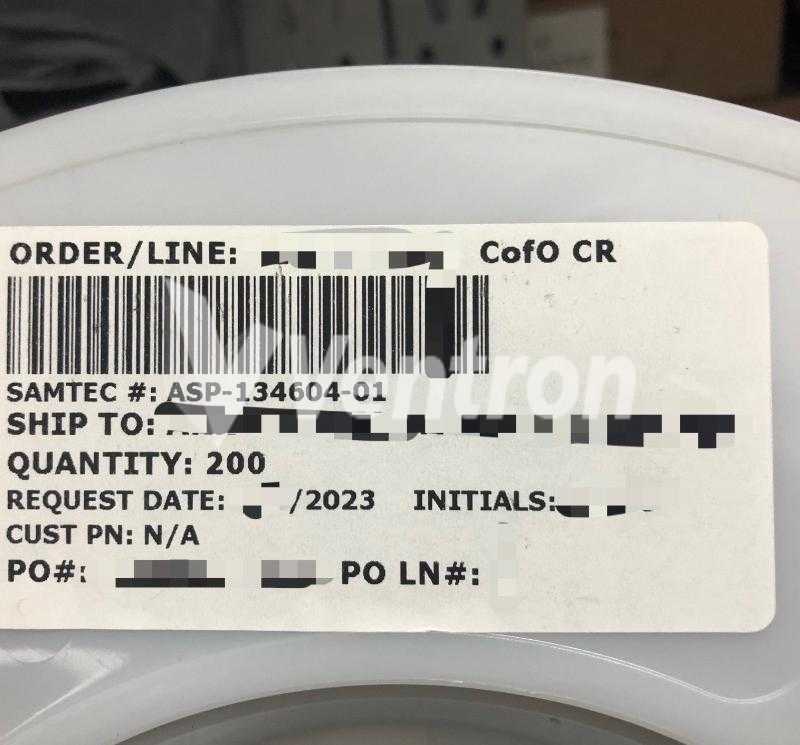 ORDER/LINE: CofO CR
Ventron
SAMTEC #: ASP-134604-01
SHIP TO:
QUANTITY: 200
REQUEST DATE: /2023 INITIALS:
CUST PN: N/A
PO#: PO LN#: